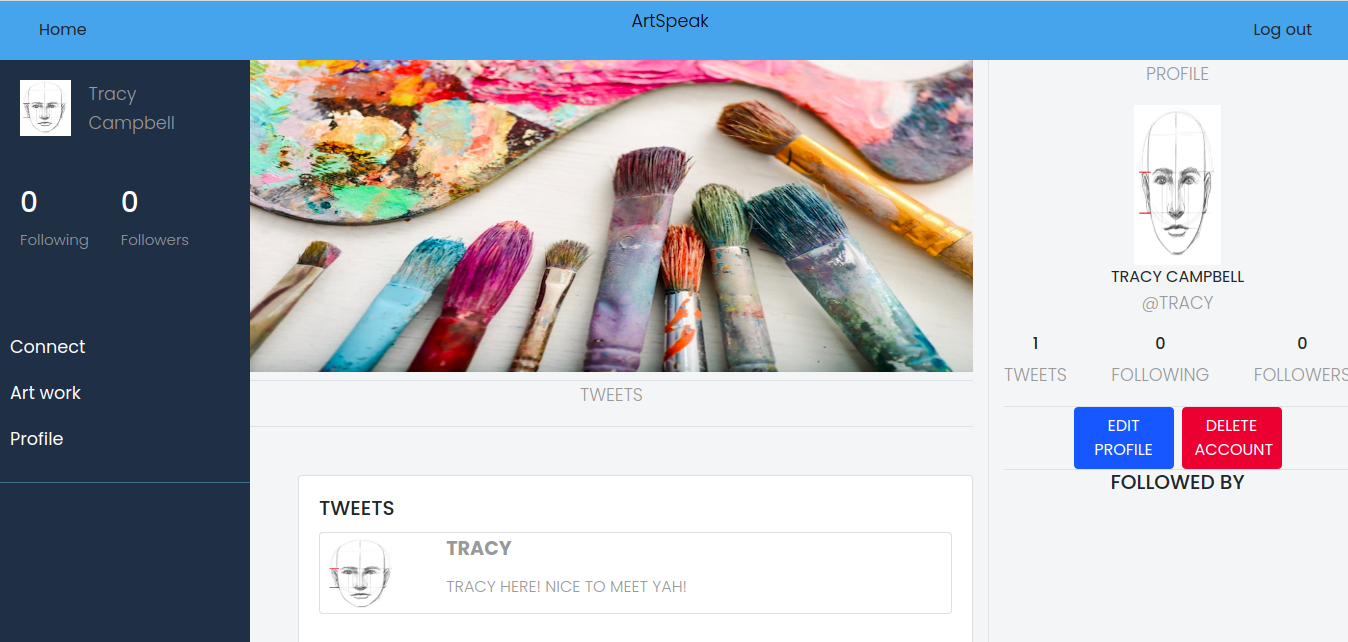 Home
ArtSpeak
Log out
Tracy
Campbell
0
0
Following
Followers
Connect
Art work
Profile
TWEETS
TWEETS
TRACY
TRACY HERE! NICE TO MEET YAH!
PROFILE
TRACY CAMPBELL
@TRACY
1
0
0
TWEETS
FOLLOWING
FOLLOWERS
EDIT
PROFILE
DELETE
ACCOUNT
FOLLOWED BY